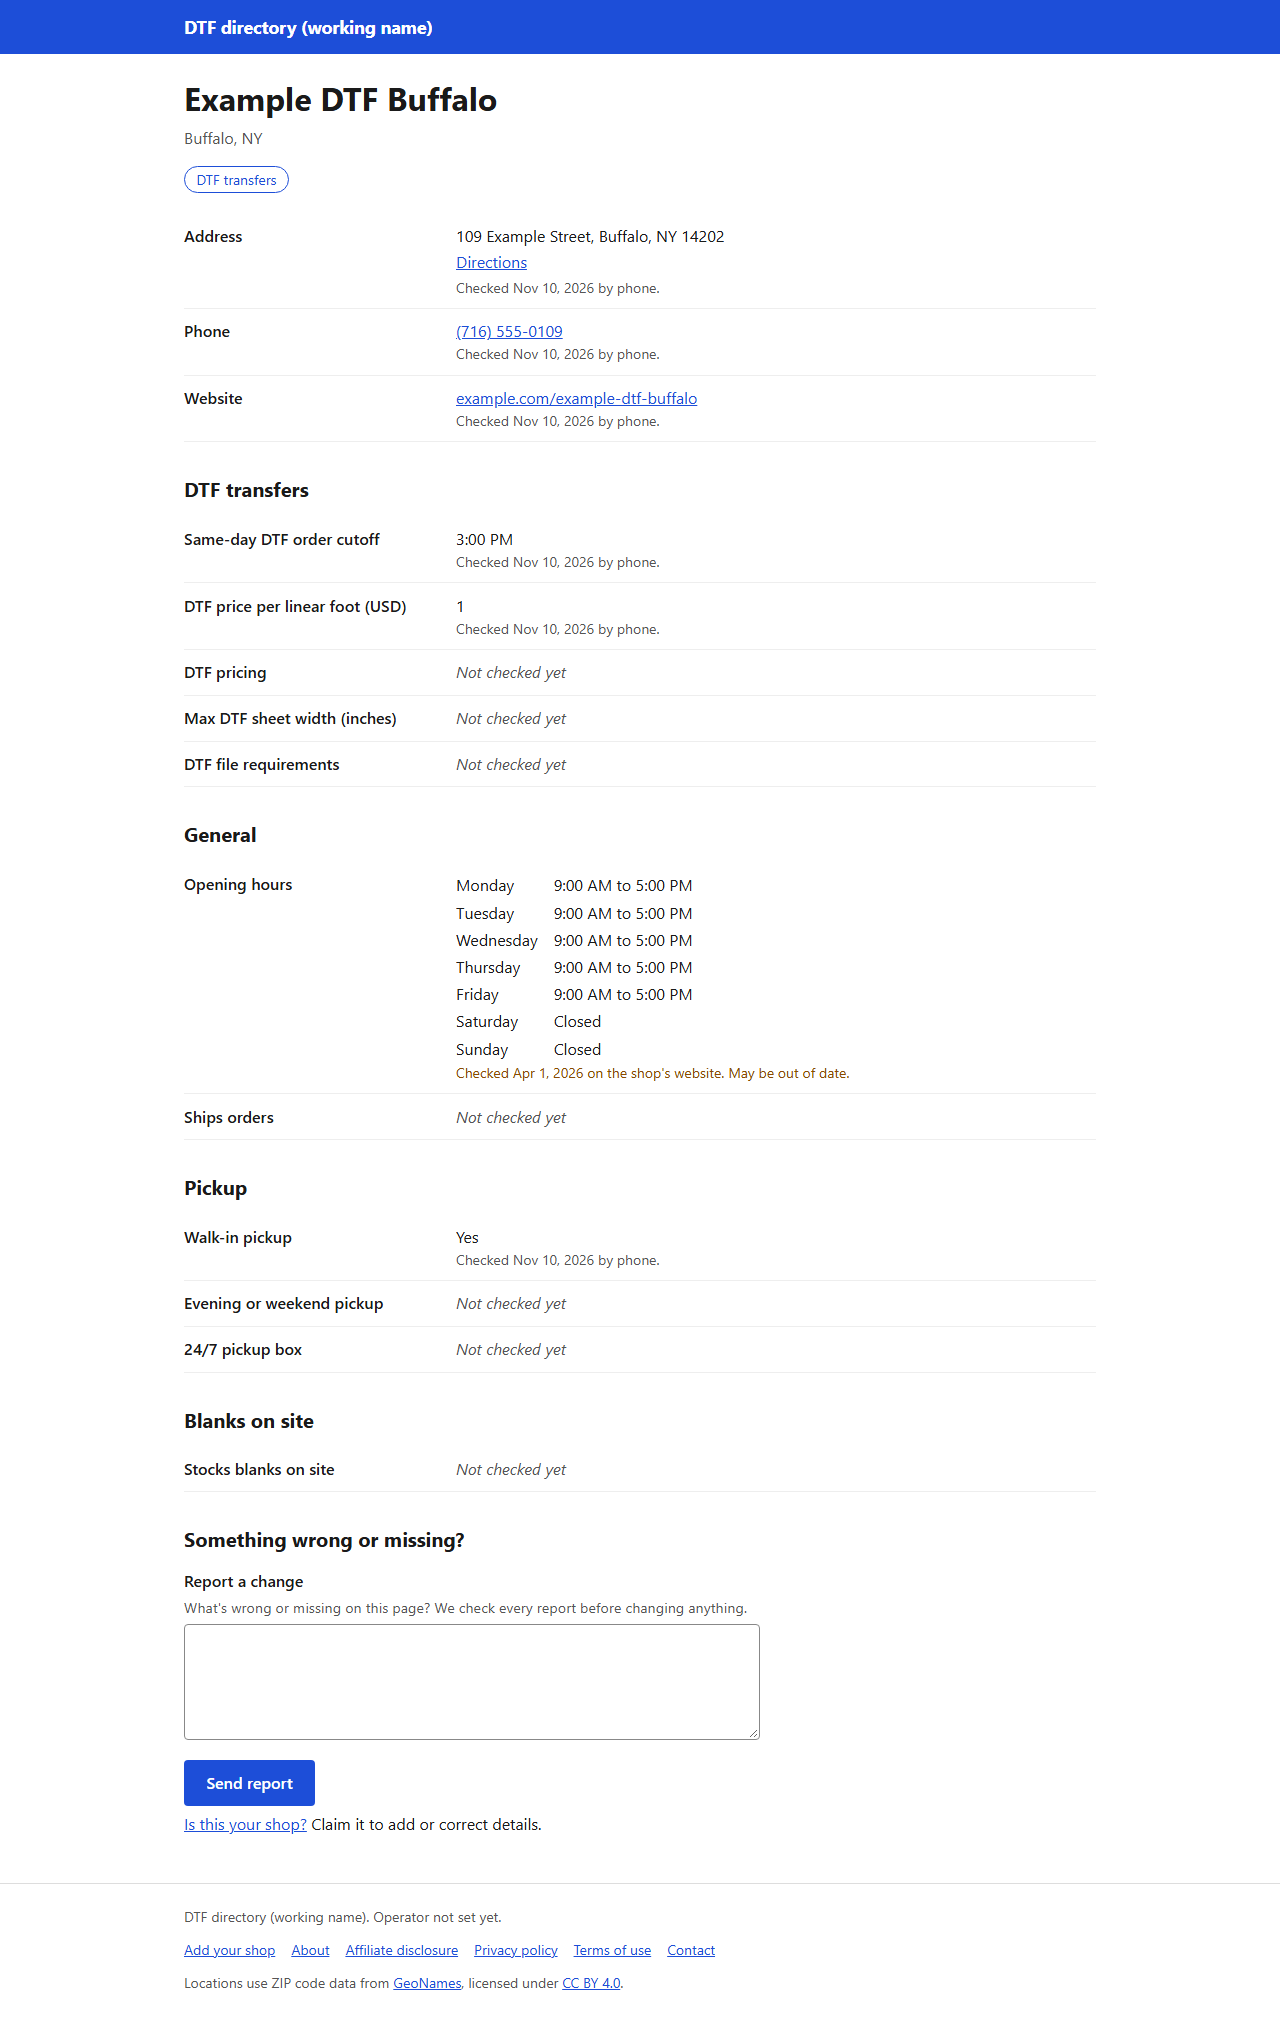 DTF directory (working name)
Example DTF Buffalo
Buffalo, NY
DTF transfers
Address
109 Example Street, Buffalo, NY 14202
Directions
Checked Nov 10, 2026 by phone.
Phone
(716) 555-0109
Checked Nov 10, 2026 by phone.
Website
example.com/example-dtf-buffalo
Checked Nov 10, 2026 by phone.
DTF transfers
Same-day DTF order cutoff
3:00 PM
Checked Nov 10, 2026 by phone.
DTF price per linear foot (USD)
1
Checked Nov 10, 2026 by phone.
DTF pricing
Not checked yet
Max DTF sheet width (inches)
Not checked yet
DTF file requirements
Not checked yet
General
Opening hours
Monday 9:00 AM to 5:00 PM
Tuesday 9:00 AM to 5:00 PM
Wednesday 9:00 AM to 5:00 PM
Thursday 9:00 AM to 5:00 PM
Friday 9:00 AM to 5:00 PM
Saturday Closed
Sunday Closed
Checked Apr 1, 2026 on the shop's website. May be out of date.
Ships orders
Not checked yet
Pickup
Walk-in pickup
Yes
Checked Nov 10, 2026 by phone.
Evening or weekend pickup
Not checked yet
24/7 pickup box
Not checked yet
Blanks on site
Stocks blanks on site
Not checked yet
Something wrong or missing?
Report a change
What's wrong or missing on this page? We check every report before changing anything.
Send report
Is this your shop? Claim it to add or correct details.
DTF directory (working name). Operator not set yet.
Add your shop About Affiliate disclosure Privacy policy Terms of use Contact
Locations use ZIP code data from GeoNames, licensed under CC BY 4.0.